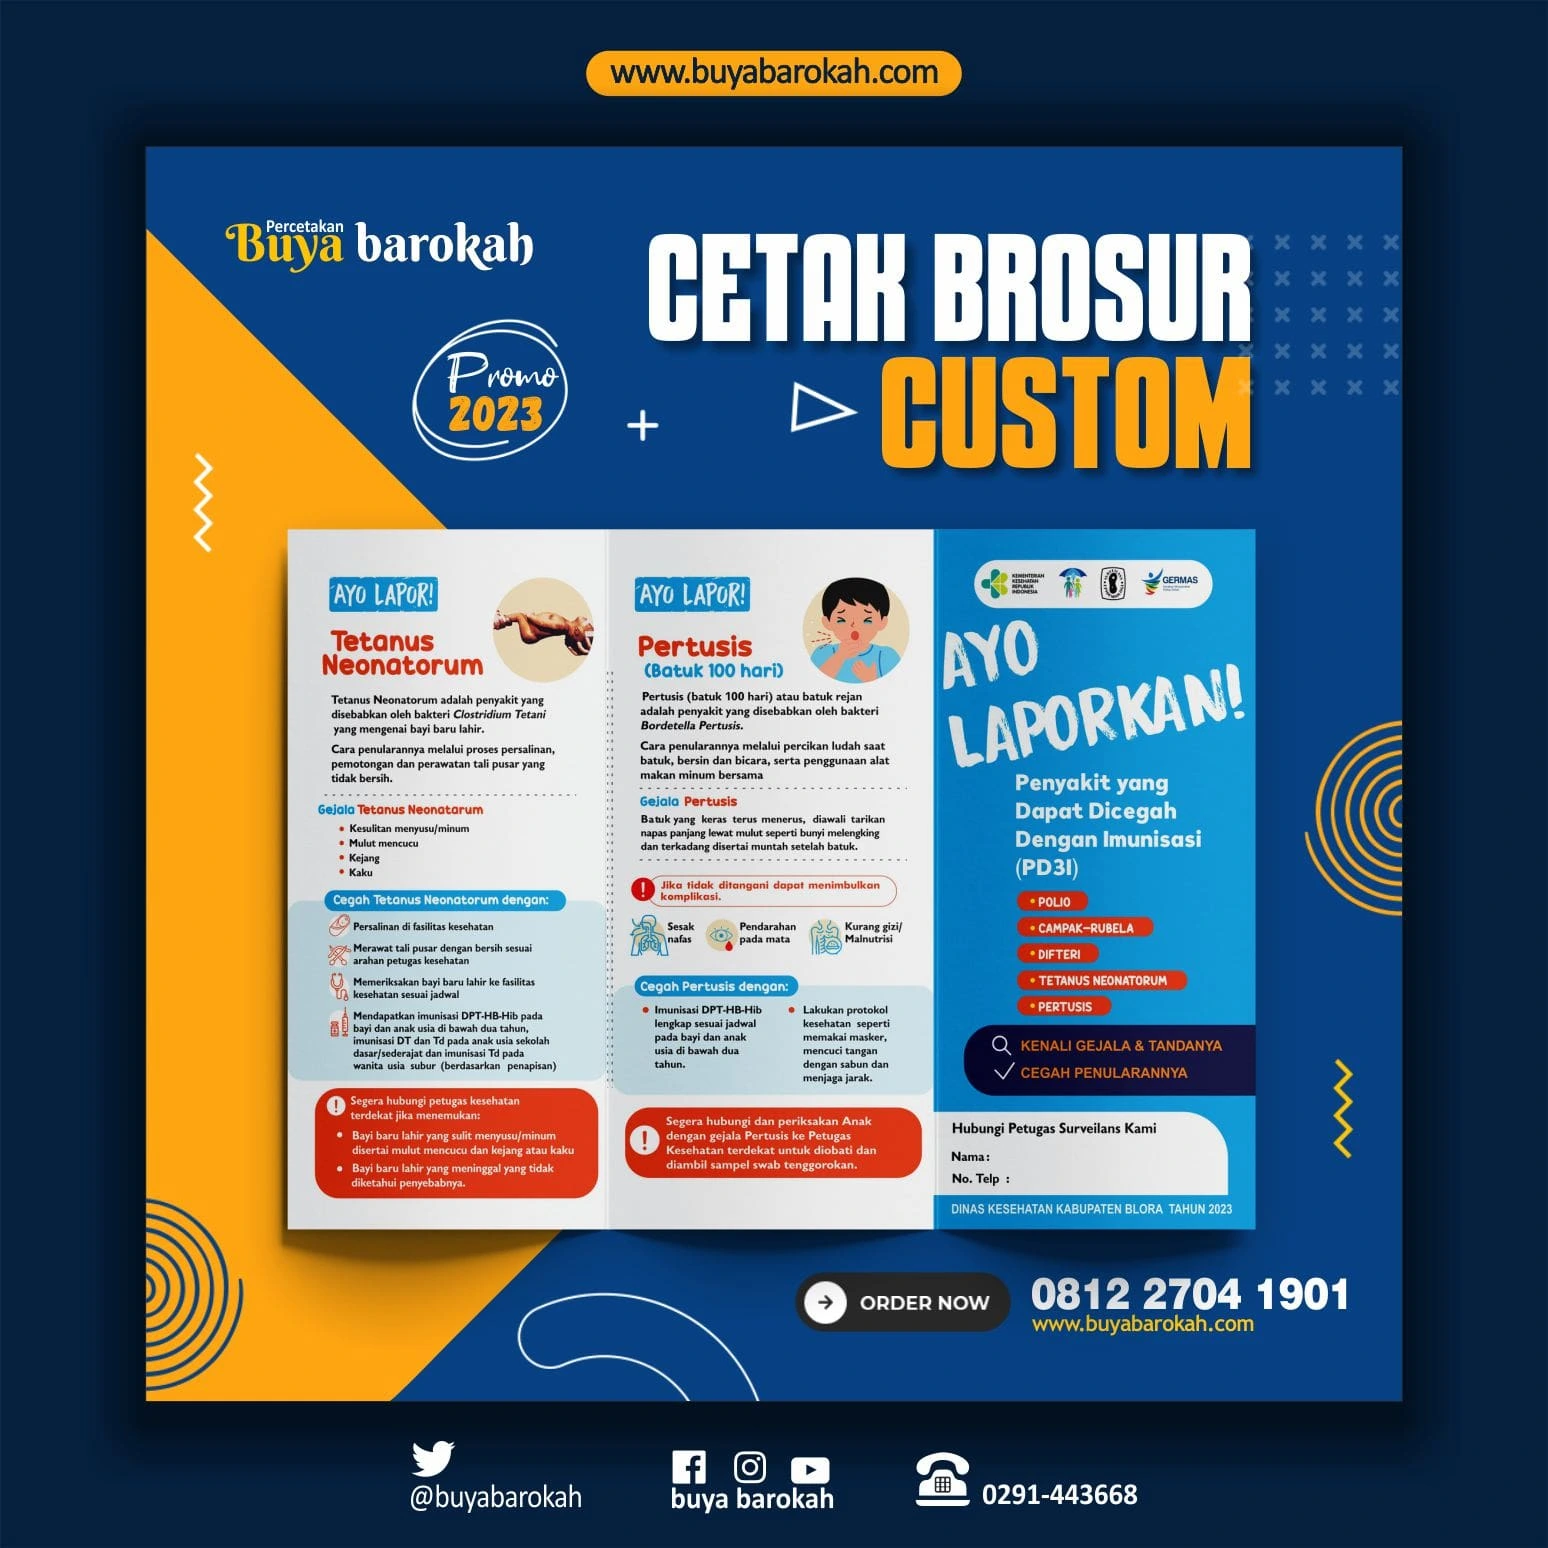 www.buyabarokah.com
Percetakan
Buya barokah
CETAK BROSUR
CUSTOM
Promo
2023
AYO LAPOR!
Tetanus
Neonatorum
Tetanus Neonatorum adalah penyakit yang
disebabkan oleh bakteri Clostridium Tetani
yang mengenai bayi baru lahir.
Cara penularannya melalui proses persalinan,
pemotongan dan perawatan tali pusar yang
tidak bersih.
Gejala Tetanus Neonatarum
• Kesulitan menyusu/minum
• Mulut mencucu
• Kejang
• Kaku
Cegah Tetanus Neonatorum dengan:
Persalinan di fasilitas kesehatan
Merawat tali pusar dengan bersih sesuai
arahan petugas kesehatan
Memeriksakan bayi baru lahir ke fasilitas
kesehatan sesuai jadwal
Mendapatkan imunisasi DPT-HB-Hib pada
bayi dan anak usia di bawah dua tahun,
imunisasi DT dan Td pada anak usia sekolah
dasar/sederajat dan imunisasi Td pada
wanita usia subur (berdasarkan penapisan)
! Segera hubungi petugas kesehatan
terdekat jika menemukan:
• Bayi baru lahir yang sulit menyusu/minum
disertai mulut mencucu dan kejang atau kaku
• Bayi baru lahir yang meninggal yang tidak
diketahui penyebabnya.
AYO LAPOR!
Pertusis
(Batuk 100 hari)
Pertusis (batuk 100 hari) atau batuk rejan
adalah penyakit yang disebabkan oleh bakteri
Bordetella Pertusis.
Cara penularannya melalui percikan ludah saat
batuk, bersin dan bicara, serta penggunaan alat
makan minum bersama
Gejala Pertusis
Batuk yang keras terus menerus, diawali tarikan
napas panjang lewat mulut seperti bunyi melengking
dan terkadang disertai muntah setelah batuk.
! Jika tidak ditangani dapat menimbulkan
komplikasi.
Sesak
nafas
Pendarahan
pada mata
Kurang gizi/
Malnutrisi
Cegah Pertusis dengan:
• Imunisasi DPT-HB-Hib
lengkap sesuai jadwal
pada bayi dan anak
usia di bawah dua
tahun.
• Lakukan protokol
kesehatan seperti
memakai masker,
mencuci tangan
dengan sabun dan
menjaga jarak.
! Segera hubungi dan periksakan Anak
dengan gejala Pertusis ke Petugas
Kesehatan terdekat untuk diobati dan
diambil sampel swab tenggorokan.
KEMENTERIAN
KESEHATAN
REPUBLIK
INDONESIA
GERMAS
AYO
LAPORKAN!
Penyakit yang
Dapat Dicegah
Dengan Imunisasi
(PD3I)
• POLIO
• CAMPAK-RUBELA
• DIFTERI
• TETANUS NEONATORUM
• PERTUSIS
KENALI GEJALA & TANDANYA
CEGAH PENULARANNYA
Hubungi Petugas Surveilans Kami
Nama :
No. Telp :
DINAS KESEHATAN KABUPATEN BLORA TAHUN 2023
ORDER NOW
0812 2704 1901
www.buyabarokah.com
@buyabarokah
buya barokah
0291-443668